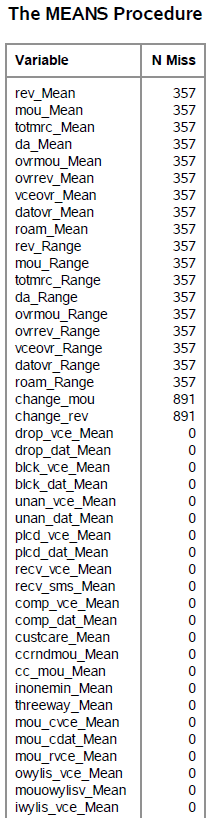 The MEANS Procedure
Variable N Miss
rev_Mean 357
mou_Mean 357
totmrc_Mean 357
da_Mean 357
ovrmou_Mean 357
ovrrev_Mean 357
vceovr_Mean 357
datovr_Mean 357
roam_Mean 357
rev_Range 357
mou_Range 357
totmrc_Range 357
da_Range 357
ovrmou_Range 357
ovrrev_Range 357
vceovr_Range 357
datovr_Range 357
roam_Range 357
change_mou 891
change_rev 891
drop_vce_Mean 0
drop_dat_Mean 0
blck_vce_Mean 0
blck_dat_Mean 0
unan_vce_Mean 0
unan_dat_Mean 0
plcd_vce_Mean 0
plcd_dat_Mean 0
recv_vce_Mean 0
recv_sms_Mean 0
comp_vce_Mean 0
comp_dat_Mean 0
custcare_Mean 0
ccrndmou_Mean 0
cc_mou_Mean 0
inonemin_Mean 0
threeway_Mean 0
mou_cvce_Mean 0
mou_cdat_Mean 0
mou_rvce_Mean 0
owylis_vce_Mean 0
mouowylisv_Mean 0
iwylis_vce_Mean 0